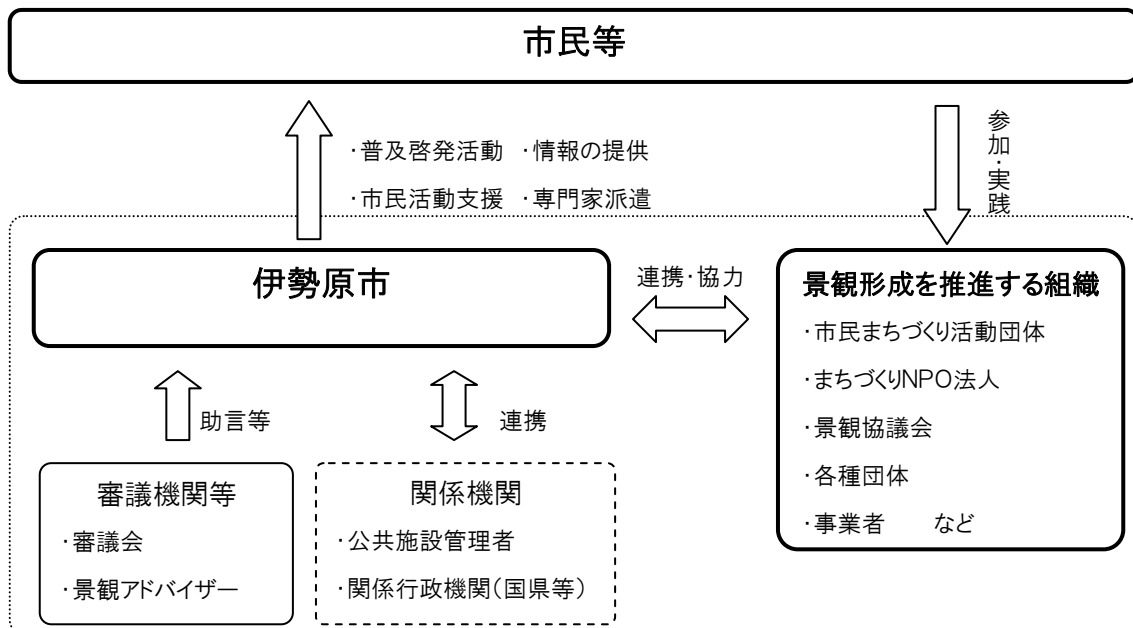 市民等
・普及啓発活動 ・情報の提供
・市民活動支援 ・専門家派遣
参加・実践
伊勢原市
連携・協力
景観形成を推進する組織
・市民まちづくり活動団体
・まちづくりNPO法人
・景観協議会
・各種団体
・事業者 など
助言等
連携
審議機関等
・審議会
・景観アドバイザー
関係機関
・公共施設管理者
・関係行政機関（国県等）